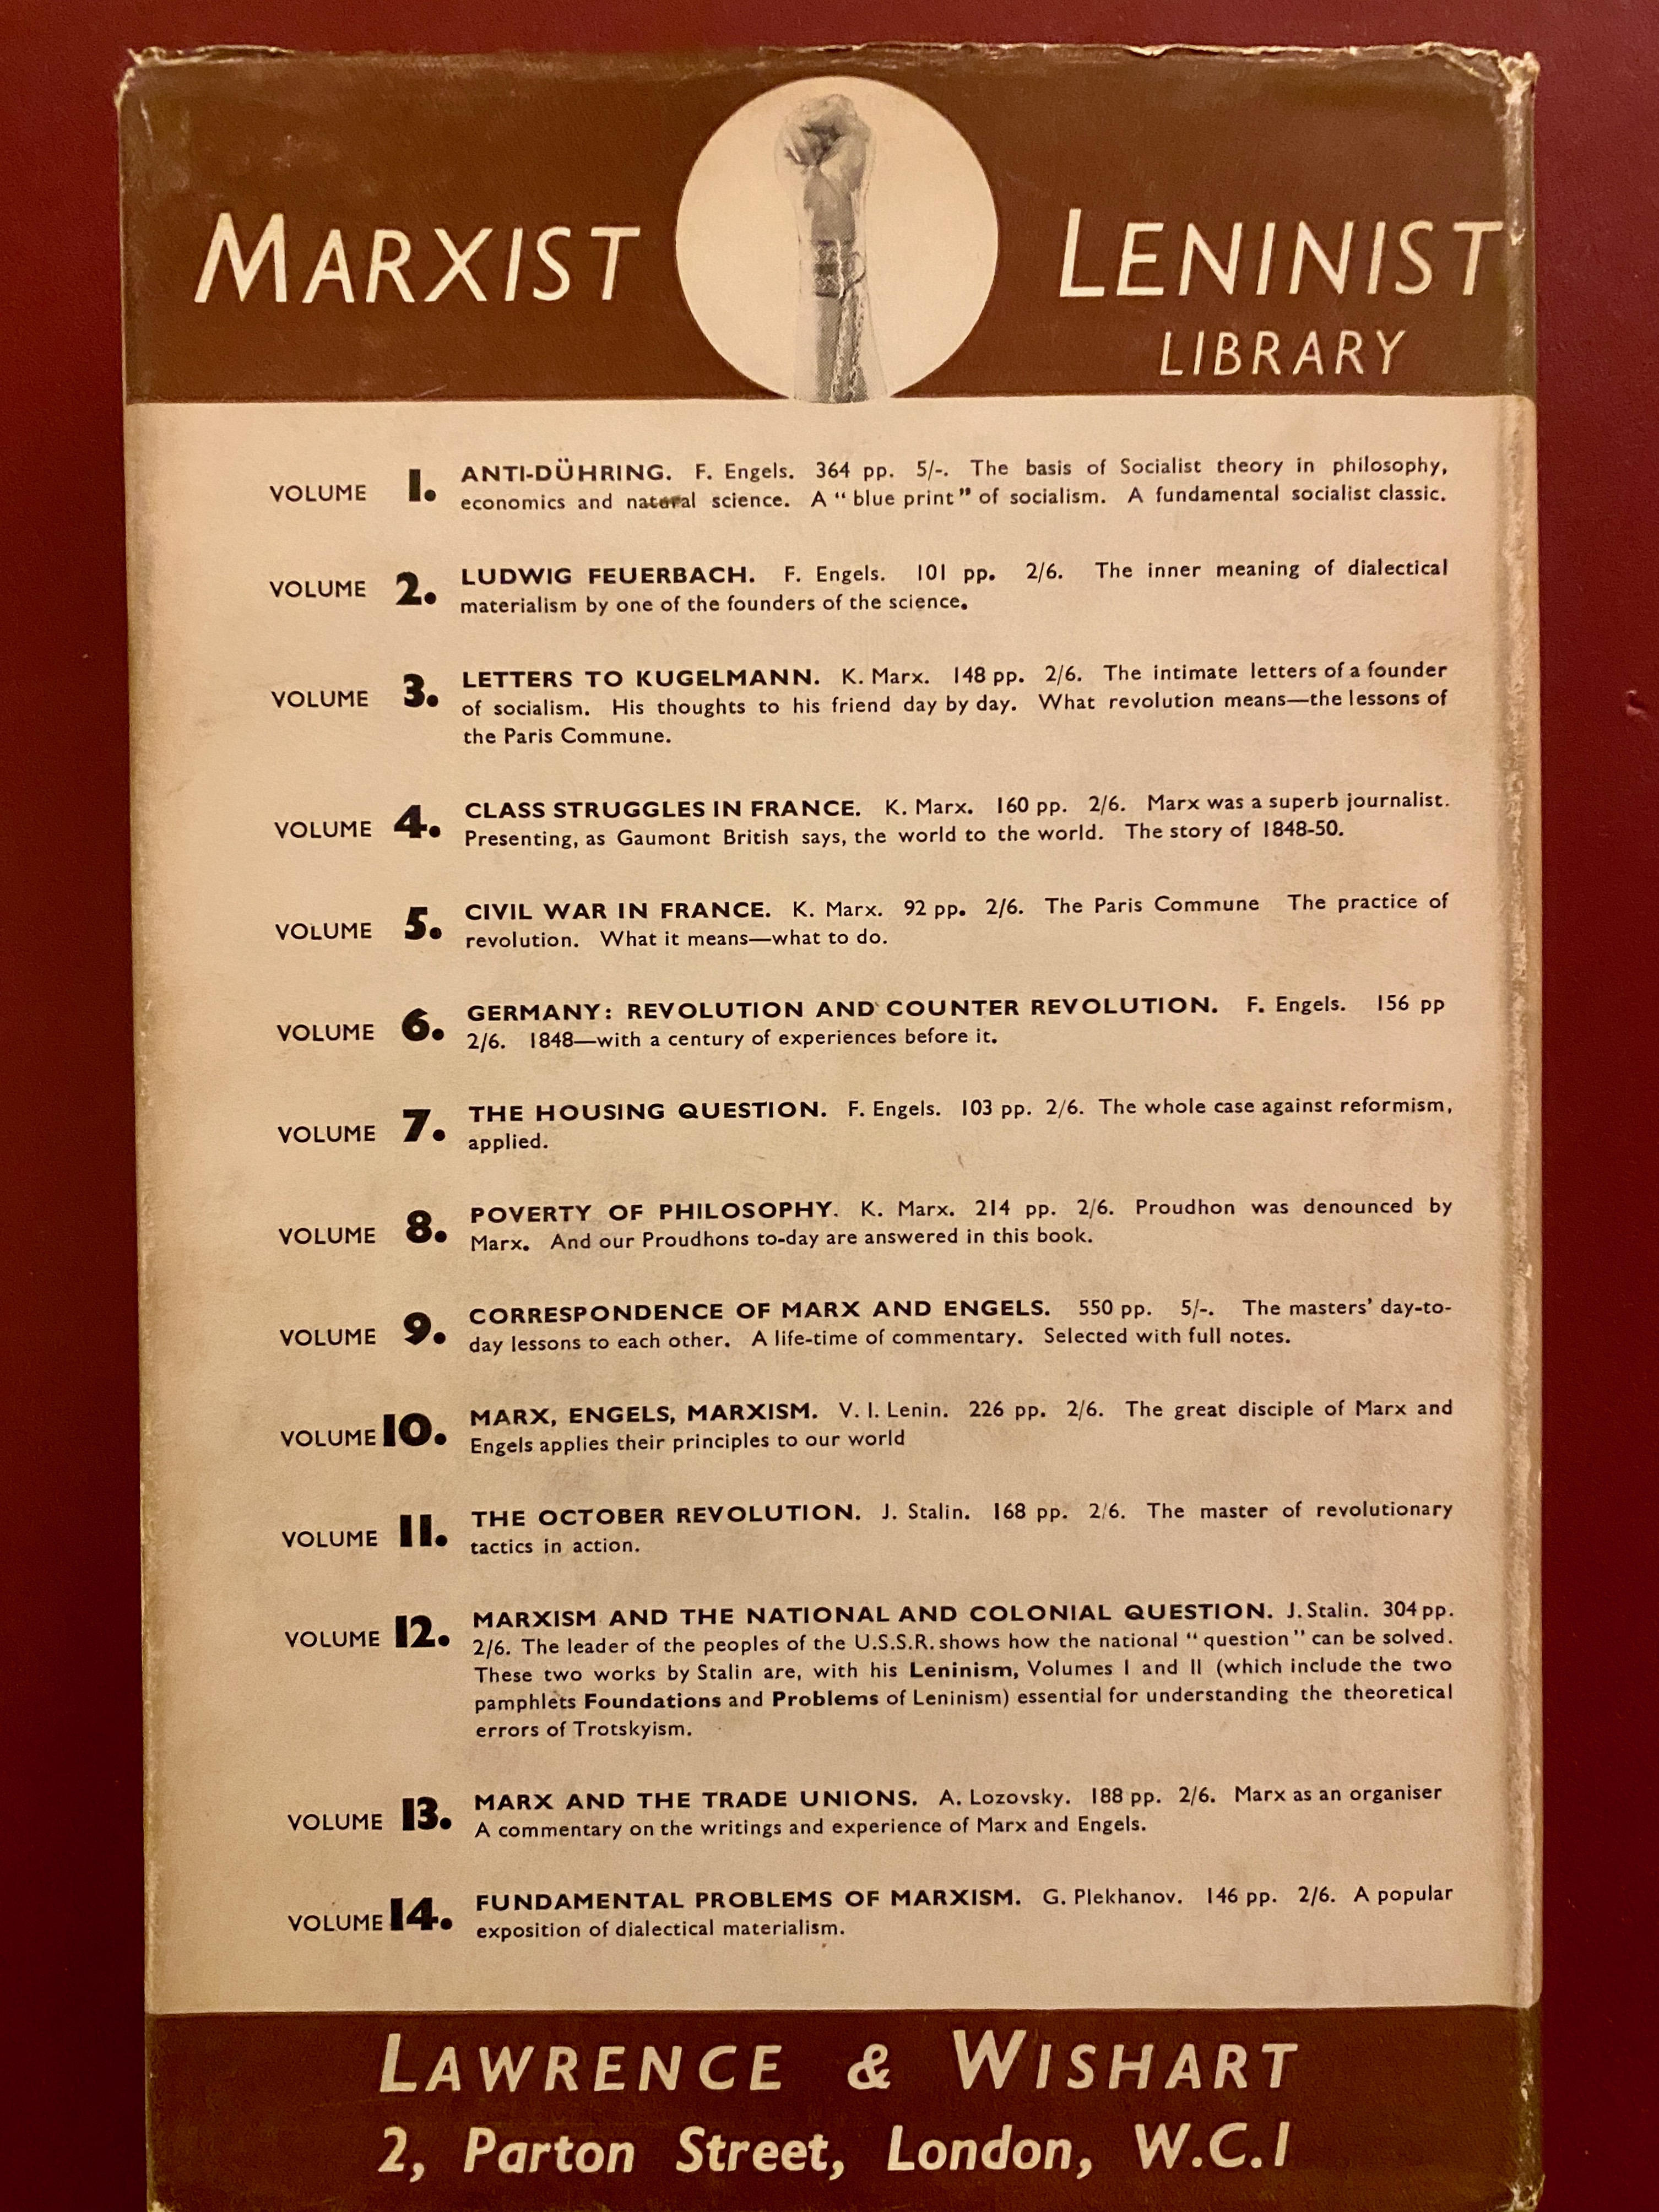 MARXIST LENINIST
LIBRARY
VOLUME 1. ANTI-DÜHRING. F. Engels. 364 pp. 5/-. The basis of Socialist theory in philosophy,
economics and natural science. A “ blue print ” of socialism. A fundamental socialist classic.
VOLUME 2. LUDWIG FEUERBACH. F. Engels. 101 pp. 2/6. The inner meaning of dialectical
materialism by one of the founders of the science.
VOLUME 3. LETTERS TO KUGELMANN. K. Marx. 148 pp. 2/6. The intimate letters of a founder
of socialism. His thoughts to his friend day by day. What revolution means—the lessons of
the Paris Commune.
VOLUME 4. CLASS STRUGGLES IN FRANCE. K. Marx. 160 pp. 2/6. Marx was a superb journalist.
Presenting, as Gaumont British says, the world to the world. The story of 1848-50.
VOLUME 5. CIVIL WAR IN FRANCE. K. Marx. 92 pp. 2/6. The Paris Commune The practice of
revolution. What it means—what to do.
VOLUME 6. GERMANY: REVOLUTION AND COUNTER REVOLUTION. F. Engels. 156 pp
2/6. 1848—with a century of experiences before it.
VOLUME 7. THE HOUSING QUESTION. F. Engels. 103 pp. 2/6. The whole case against reformism,
applied.
VOLUME 8. POVERTY OF PHILOSOPHY. K. Marx. 214 pp. 2/6. Proudhon was denounced by
Marx. And our Proudhons to-day are answered in this book.
VOLUME 9. CORRESPONDENCE OF MARX AND ENGELS. 550 pp. 5/-. The masters’ day-to-
day lessons to each other. A life-time of commentary. Selected with full notes.
VOLUME 10. MARX, ENGELS, MARXISM. V. I. Lenin. 226 pp. 2/6. The great disciple of Marx and
Engels applies their principles to our world
VOLUME 11. THE OCTOBER REVOLUTION. J. Stalin. 168 pp. 2/6. The master of revolutionary
tactics in action.
VOLUME 12. MARXISM AND THE NATIONAL AND COLONIAL QUESTION. J. Stalin. 304 pp.
2/6. The leader of the peoples of the U.S.S.R. shows how the national “ question ” can be solved.
These two works by Stalin are, with his Leninism, Volumes I and II (which include the two
pamphlets Foundations and Problems of Leninism) essential for understanding the theoretical
errors of Trotskyism.
VOLUME 13. MARX AND THE TRADE UNIONS. A. Lozovsky. 188 pp. 2/6. Marx as an organiser
A commentary on the writings and experience of Marx and Engels.
VOLUME 14. FUNDAMENTAL PROBLEMS OF MARXISM. G. Plekhanov. 146 pp. 2/6. A popular
exposition of dialectical materialism.
LAWRENCE & WISHART
2, Parton Street, London, W.C.1